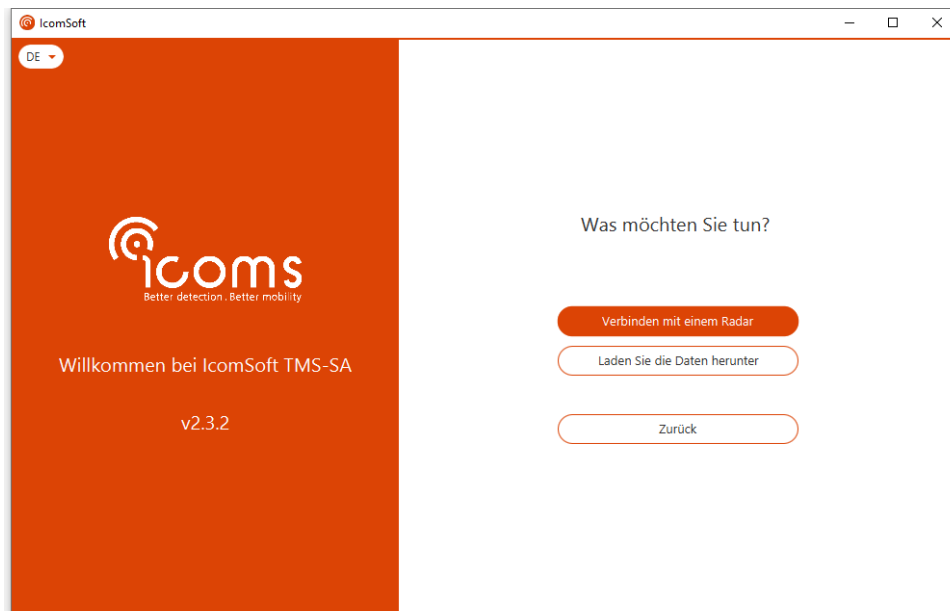 IcomSoft
DE
icoms
Better detection. Better mobility
Willkommen bei IcomSoft TMS-SA
v2.3.2
Was möchten Sie tun?
Verbinden mit einem Radar
Laden Sie die Daten herunter
Zurück